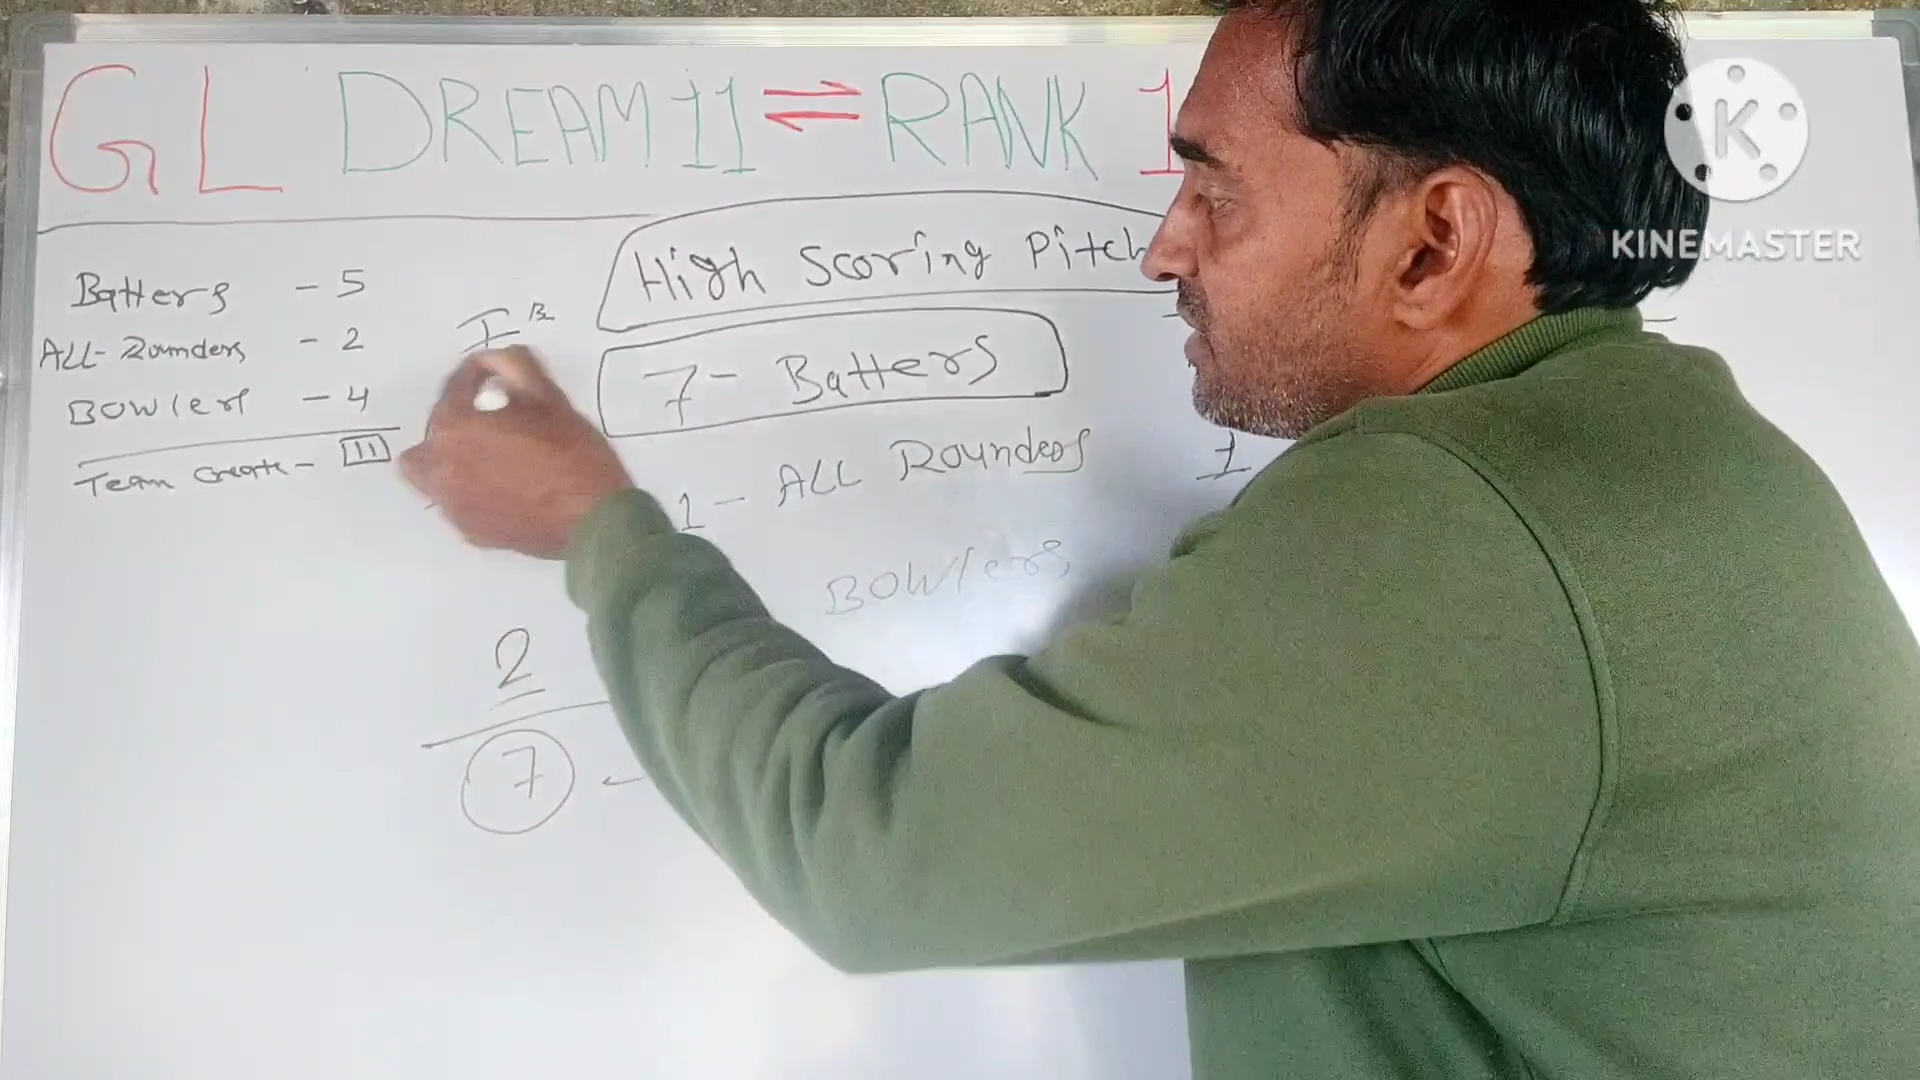 GL DREAM 11 ⇌ RANK 1
Batters - 5
ALL-Rounders - 2
BOWlers - 4
Team Create - 11
I
High Scoring Pitch
7 - Batters
1 - ALL Rounders
1
BOWlers
2
7
K
KINEMASTER